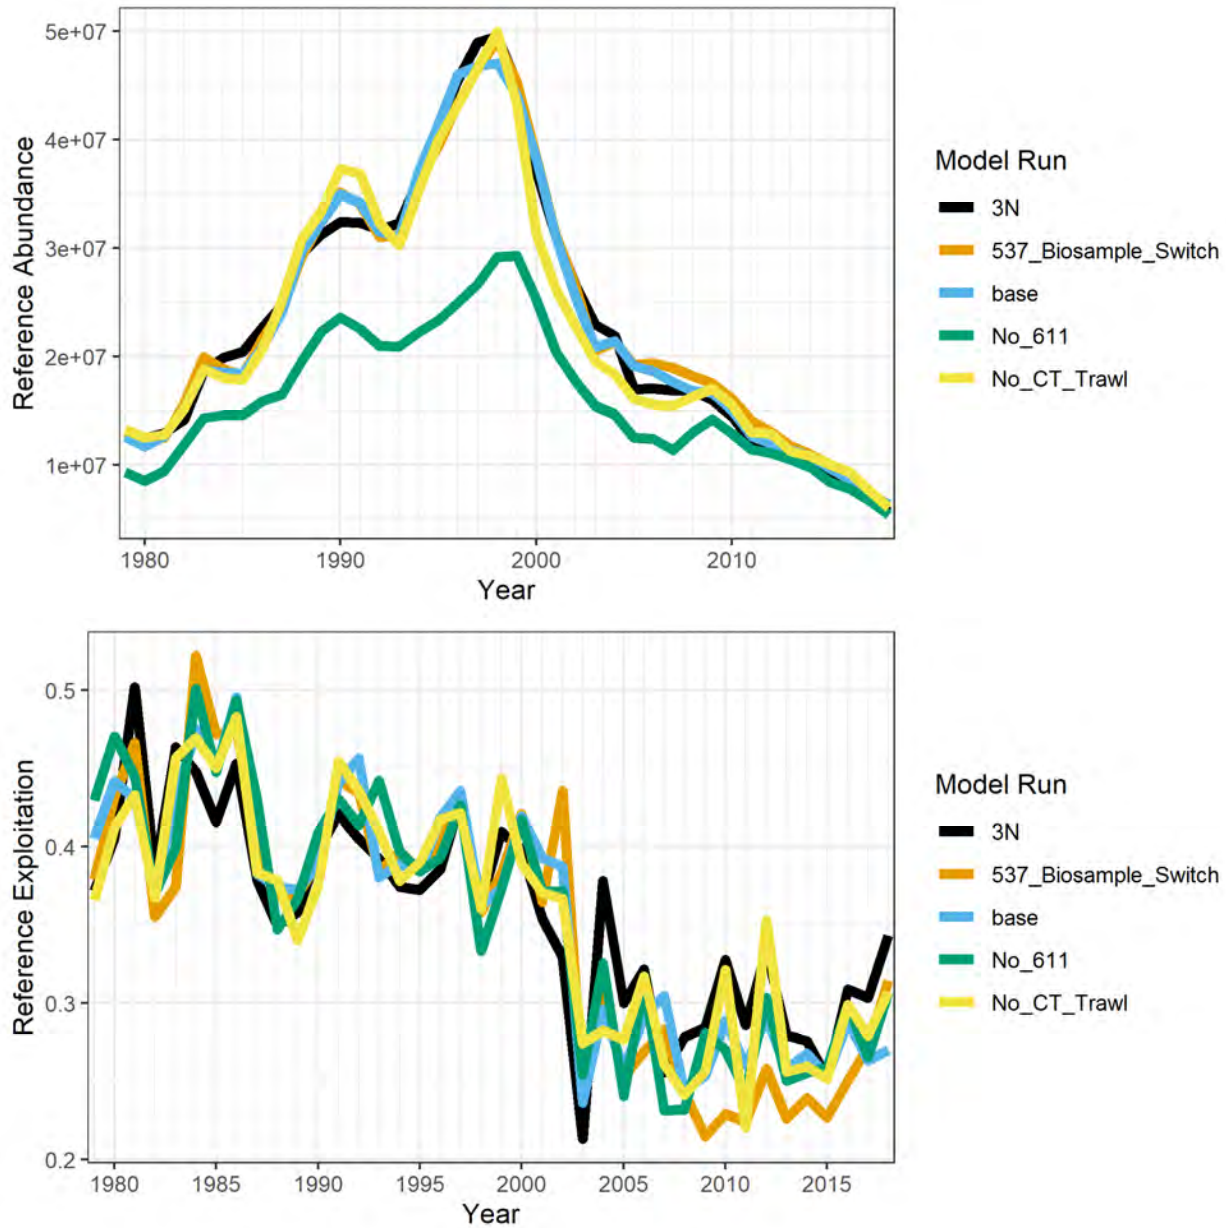 5e+07
4e+07
3e+07
2e+07
1e+07
Reference Abundance
1980 1990 2000 2010
Year
Model Run
3N
537_Biosample_Switch
base
No_611
No_CT_Trawl
0.5
0.4
0.3
0.2
Reference Exploitation
1980 1985 1990 1995 2000 2005 2010 2015
Year
Model Run
3N
537_Biosample_Switch
base
No_611
No_CT_Trawl